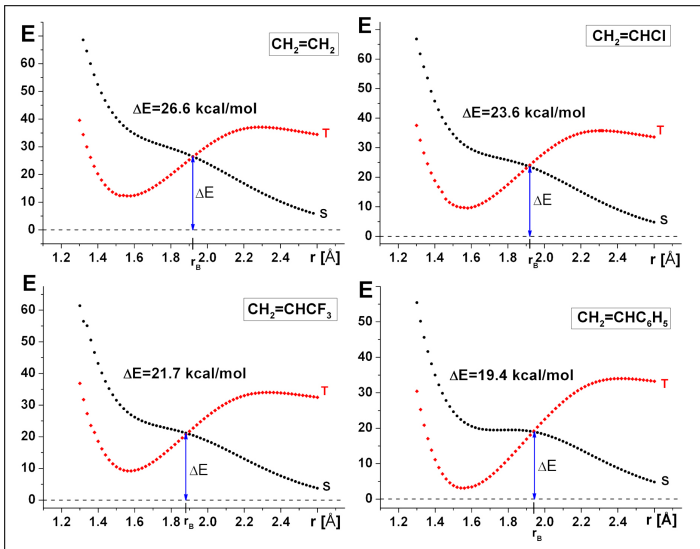 E
CH₂=CH₂
70
60
50
40
30
20
10
0
ΔE=26.6 kcal/mol
T
ΔE
S
1.2 1.4 1.6 1.8 2.0 2.2 2.4 r [Å]
r_B
E
CH₂=CHCl
70
60
50
40
30
20
10
0
ΔE=23.6 kcal/mol
T
ΔE
S
1.2 1.4 1.6 1.8 2.0 2.2 2.4 r [Å]
r_B
E
CH₂=CHCF₃
60
50
40
30
20
10
0
ΔE=21.7 kcal/mol
T
ΔE
S
1.2 1.4 1.6 1.8 2.0 2.2 2.4 r [Å]
r_B
E
CH₂=CHC₆H₅
60
50
40
30
20
10
0
ΔE=19.4 kcal/mol
T
ΔE
S
1.2 1.4 1.6 1.8 2.0 2.2 2.4 r [Å]
r_B